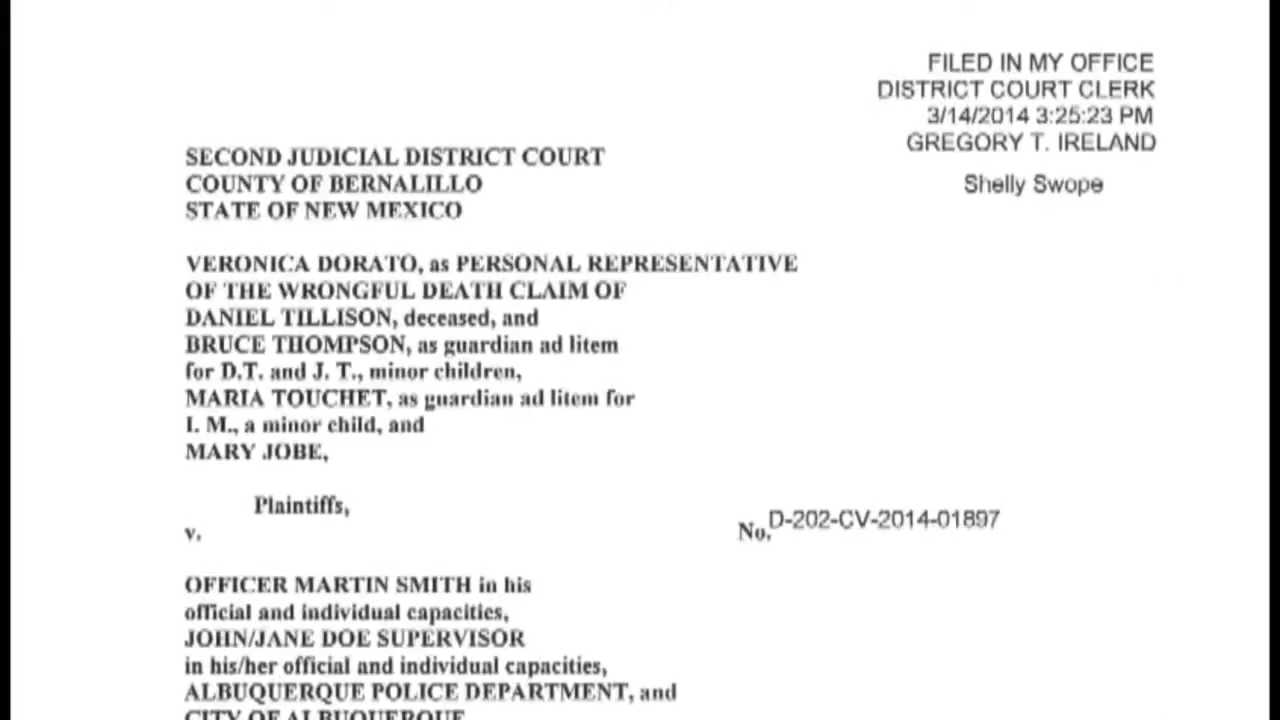 FILED IN MY OFFICE
DISTRICT COURT CLERK
3/14/2014 3:25:23 PM
GREGORY T. IRELAND
Shelly Swope
SECOND JUDICIAL DISTRICT COURT
COUNTY OF BERNALILLO
STATE OF NEW MEXICO
VERONICA DORATO, as PERSONAL REPRESENTATIVE
OF THE WRONGFUL DEATH CLAIM OF
DANIEL TILLISON, deceased, and
BRUCE THOMPSON, as guardian ad litem
for D.T. and J. T., minor children,
MARIA TOUCHET, as guardian ad litem for
I. M., a minor child, and
MARY JOBE,
Plaintiffs,
v.
No. D-202-CV-2014-01897
OFFICER MARTIN SMITH in his
official and individual capacities,
JOHN/JANE DOE SUPERVISOR
in his/her official and individual capacities,
ALBUQUERQUE POLICE DEPARTMENT, and
CITY OF ALBUQUERQUE